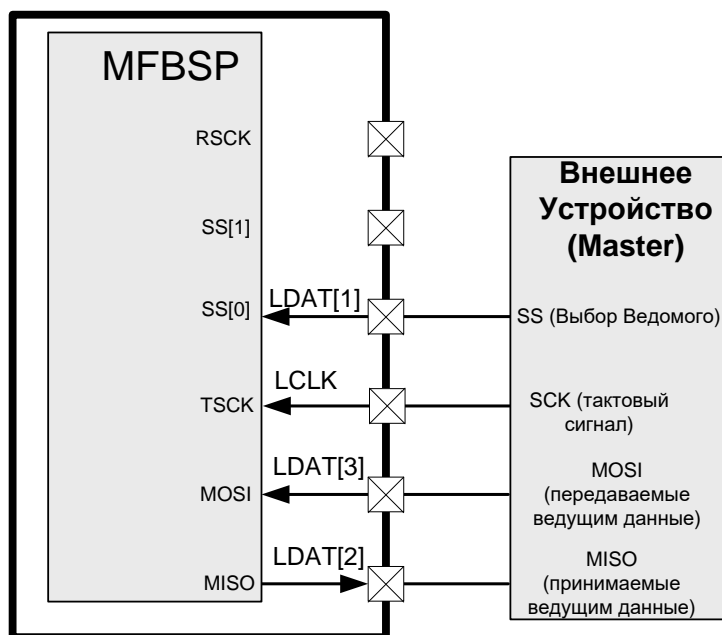 MFBSP
RSCK
SS[1]
SS[0]
TSCK
MOSI
MISO
LDAT[1]
LCLK
LDAT[3]
LDAT[2]
Внешнее
Устройство
(Master)
SS (Выбор Ведомого)
SCK (тактовый
сигнал)
MOSI
(передаваемые
ведущим данные)
MISO
(принимаемые
ведущим данные)